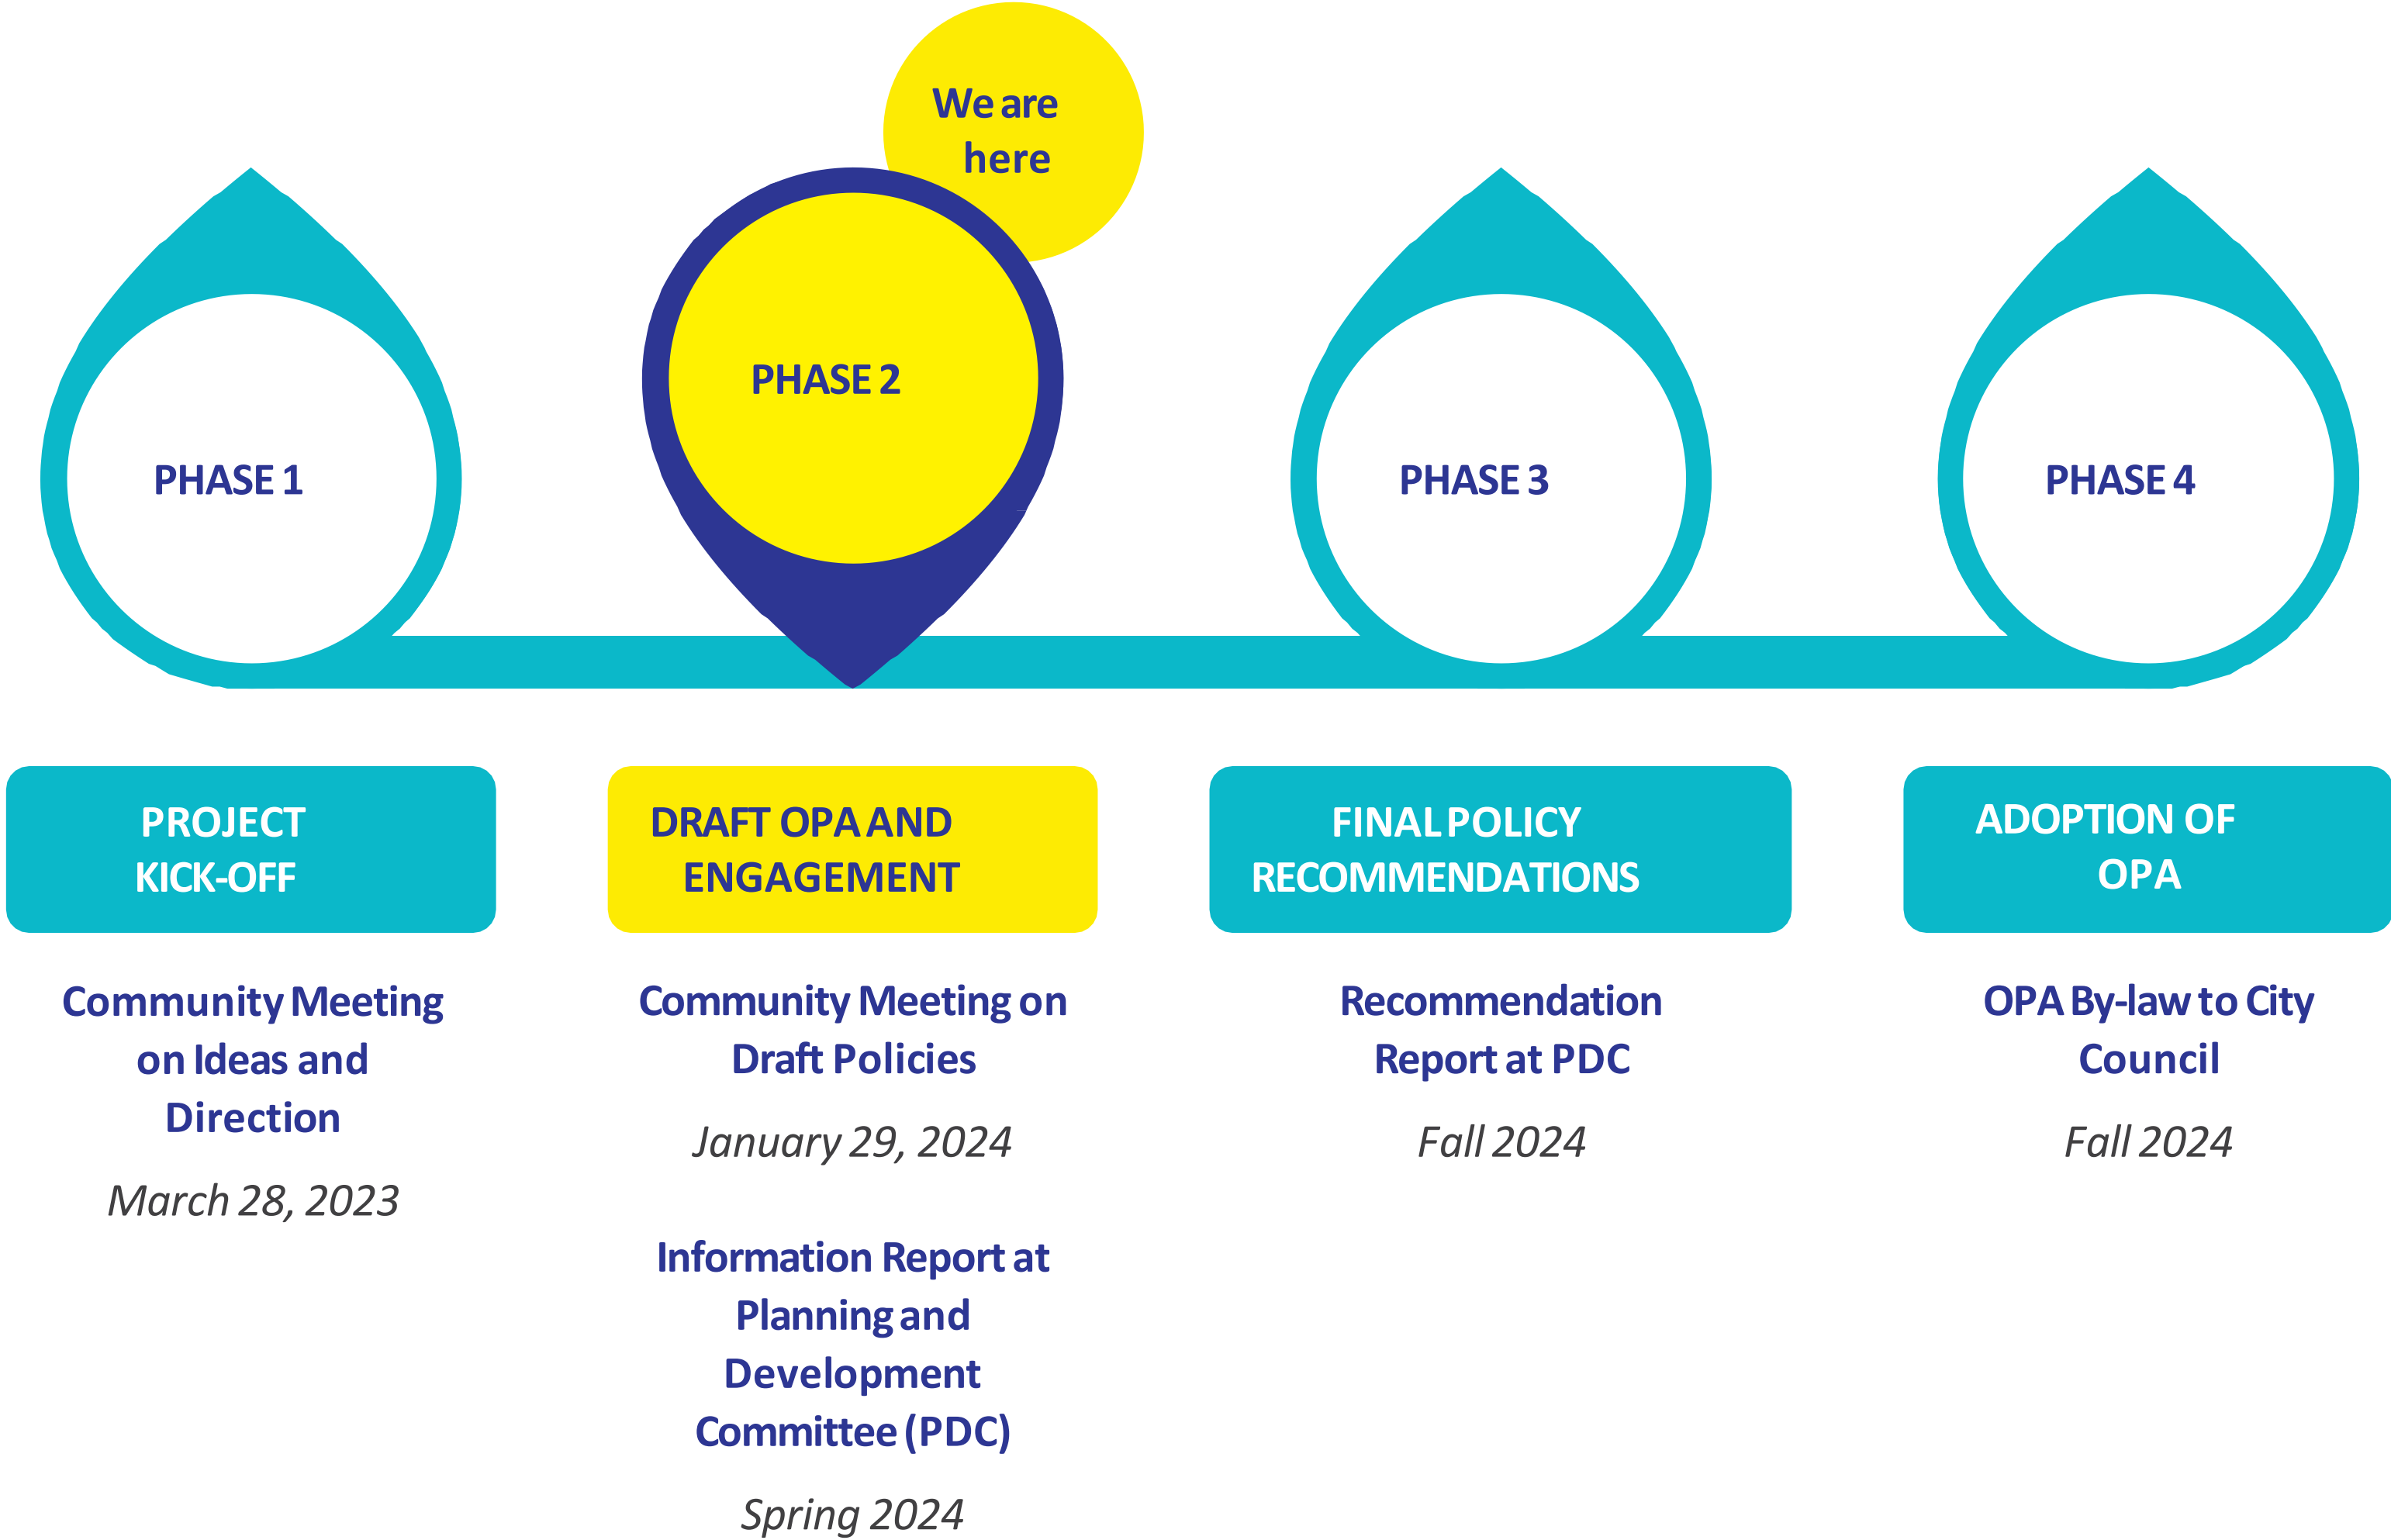 We are
here
PHASE 1
PHASE 2
PHASE 3
PHASE 4
PROJECT
KICK-OFF
Community Meeting
on Ideas and
Direction
March 28, 2023
DRAFT OPA AND
ENGAGEMENT
Community Meeting on
Draft Policies
January 29, 2024
Information Report at
Planning and
Development
Committee (PDC)
Spring 2024
FINAL POLICY
RECOMMENDATIONS
Recommendation
Report at PDC
Fall 2024
ADOPTION OF
OPA
OPA By-law to City
Council
Fall 2024